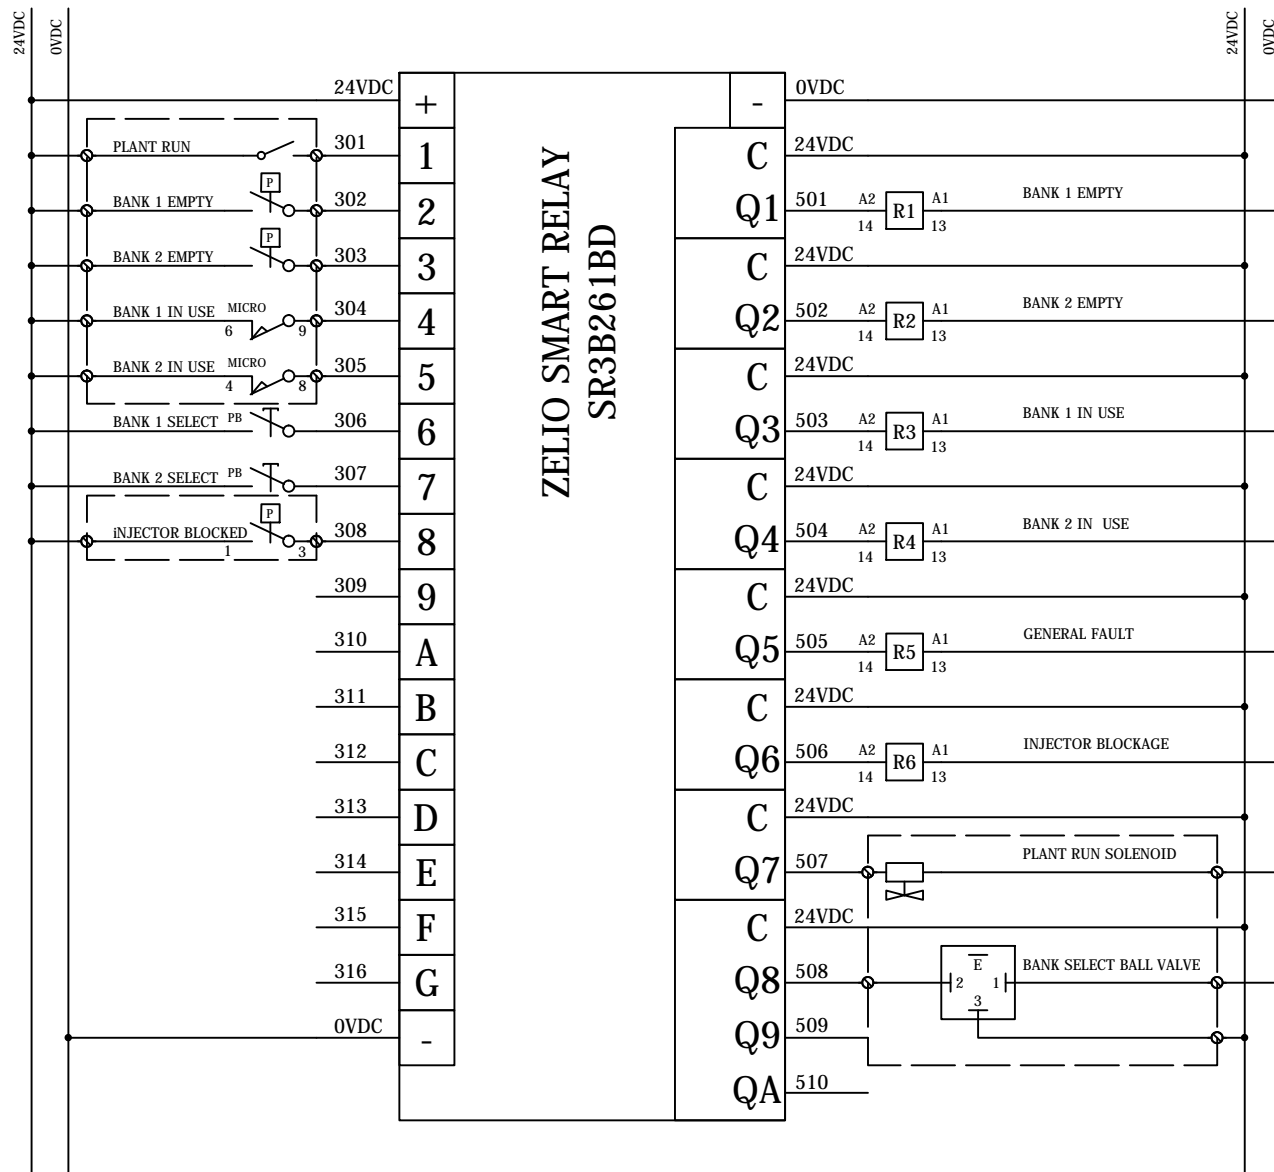 24VDC
0VDC
24VDC
0VDC
24VDC
+
PLANT RUN
301
1
P
BANK 1 EMPTY
302
2
P
BANK 2 EMPTY
303
3
BANK 1 IN USE MICRO
6 9
304
4
BANK 2 IN USE MICRO
4 8
305
5
BANK 1 SELECT PB
306
6
BANK 2 SELECT PB
307
7
P
iNJECTOR BLOCKED
1 3
308
8
309
9
310
A
311
B
312
C
313
D
314
E
315
F
316
G
0VDC
-
ZELIO SMART RELAY
SR3B261BD
- 0VDC
C 24VDC
Q1 501 A2 R1 A1 BANK 1 EMPTY
14 13
C 24VDC
Q2 502 A2 R2 A1 BANK 2 EMPTY
14 13
C 24VDC
Q3 503 A2 R3 A1 BANK 1 IN USE
14 13
C 24VDC
Q4 504 A2 R4 A1 BANK 2 IN USE
14 13
C 24VDC
Q5 505 A2 R5 A1 GENERAL FAULT
14 13
C 24VDC
Q6 506 A2 R6 A1 INJECTOR BLOCKAGE
14 13
C 24VDC
Q7 507 PLANT RUN SOLENOID
C 24VDC
E
Q8 508 2 1 BANK SELECT BALL VALVE
3
Q9 509
QA 510